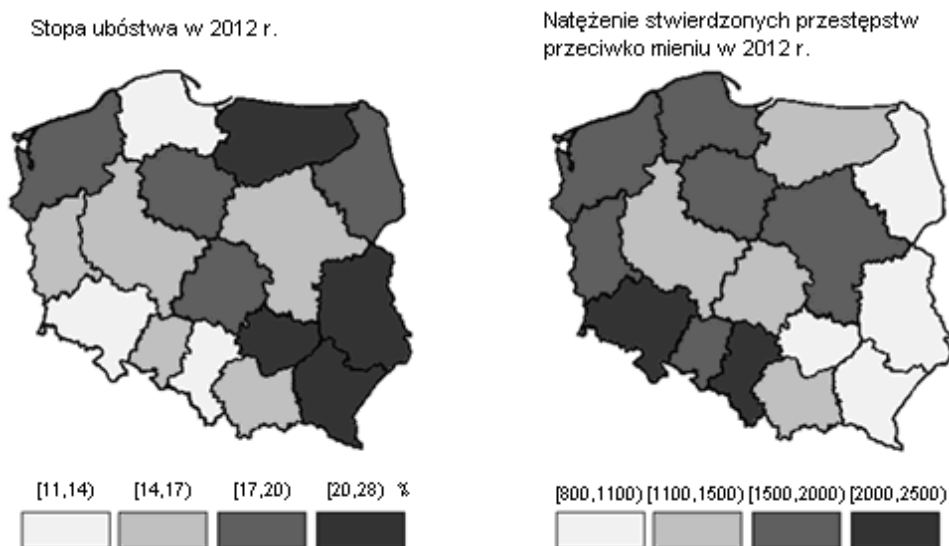 Stopa ubóstwa w 2012 r.
Natężenie stwierdzonych przestępstw
przeciwko mieniu w 2012 r.
[11,14) [14,17) [17,20) [20,28) %
[800,1100) [1100,1500) [1500,2000) [2000,2500)